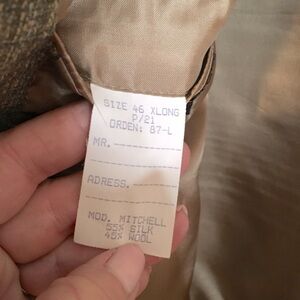 SIZE 46 XLONG
P/21
ORDEN: 87-L
MR.
ADRESS.
MOD. MITCHELL
55% SILK
45% WOOL